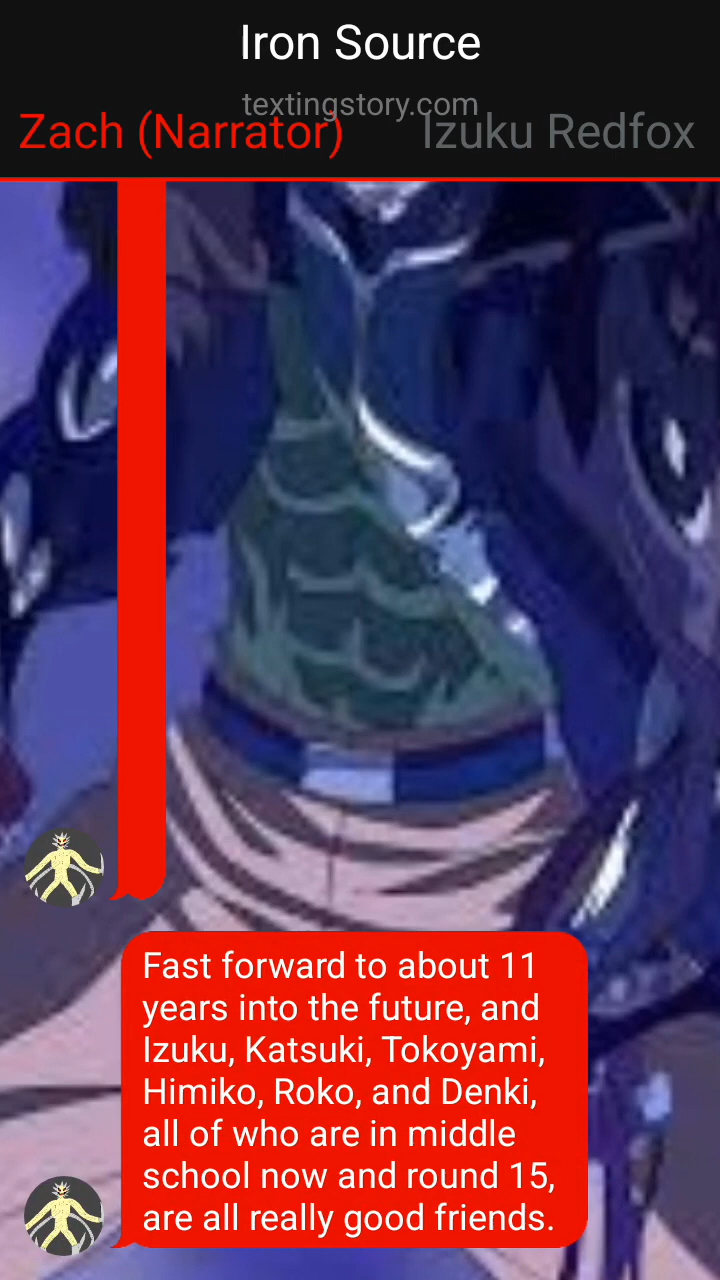 Iron Source
textingstory.com
Zach (Narrator) Izuku Redfox
Fast forward to about 11
years into the future, and
Izuku, Katsuki, Tokoyami,
Himiko, Roko, and Denki,
all of who are in middle
school now and round 15,
are all really good friends.